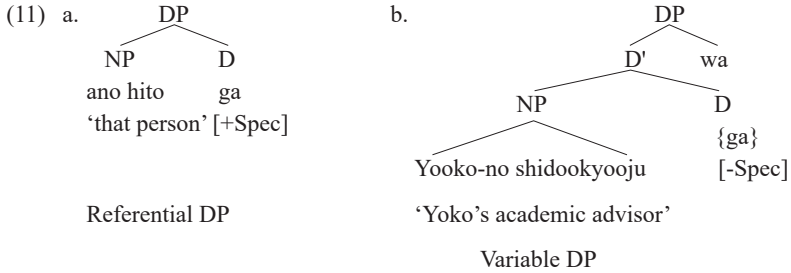 (11) a. DP b. DP
D' wa
NP D
ano hito ga NP D
‘that person’ [+Spec] {ga}
Yooko-no shidookyooju [-Spec]
Referential DP ‘Yoko’s academic advisor’
Variable DP